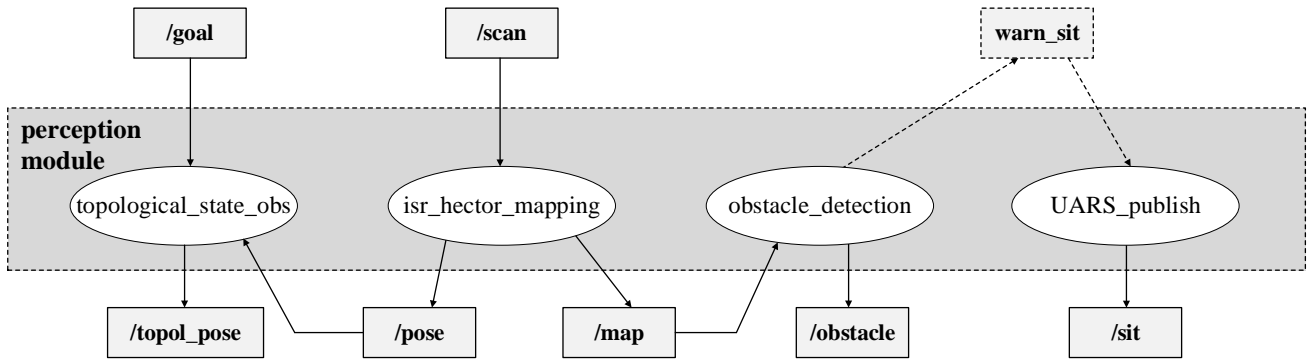 /goal
/scan
warn_sit
perception
module
topological_state_obs
isr_hector_mapping
obstacle_detection
UARS_publish
/topol_pose
/pose
/map
/obstacle
/sit